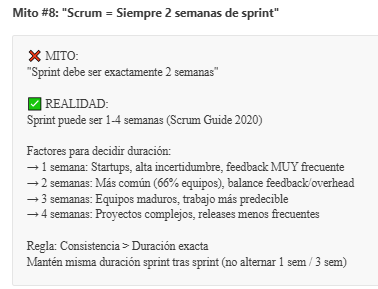 Mito #8: "Scrum = Siempre 2 semanas de sprint"
❌ MITO:
"Sprint debe ser exactamente 2 semanas"
✅ REALIDAD:
Sprint puede ser 1-4 semanas (Scrum Guide 2020)
Factores para decidir duración:
→ 1 semana: Startups, alta incertidumbre, feedback MUY frecuente
→ 2 semanas: Más común (66% equipos), balance feedback/overhead
→ 3 semanas: Equipos maduros, trabajo más predecible
→ 4 semanas: Proyectos complejos, releases menos frecuentes
Regla: Consistencia > Duración exacta
Mantén misma duración sprint tras sprint (no alternar 1 sem / 3 sem)